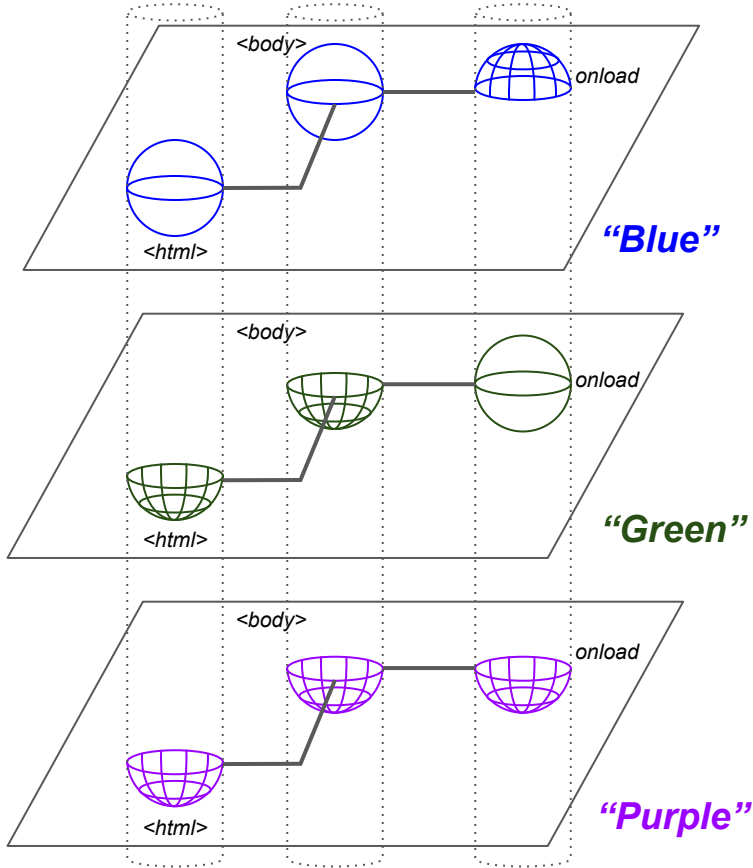 <body>
onload
<html>
“Blue”
<body>
onload
<html>
“Green”
<body>
onload
<html>
“Purple”